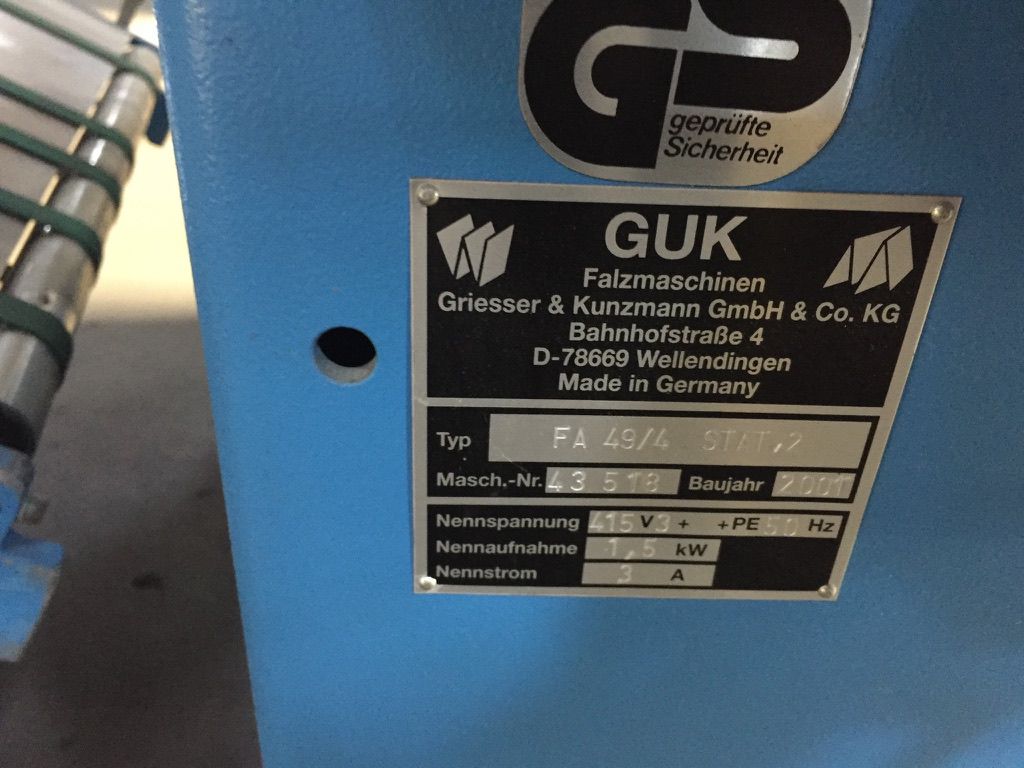 geprüfte
Sicherheit
GUK
Falzmaschinen
Griesser & Kunzmann GmbH & Co. KG
Bahnhofstraße 4
D-78669 Wellendingen
Made in Germany
Typ FA 49/4 STAT,2
Masch.-Nr. 43 518 Baujahr 2001
Nennspannung 415 V 3 + +PE 50 Hz
Nennaufnahme 1,5 kW
Nennstrom 3 A